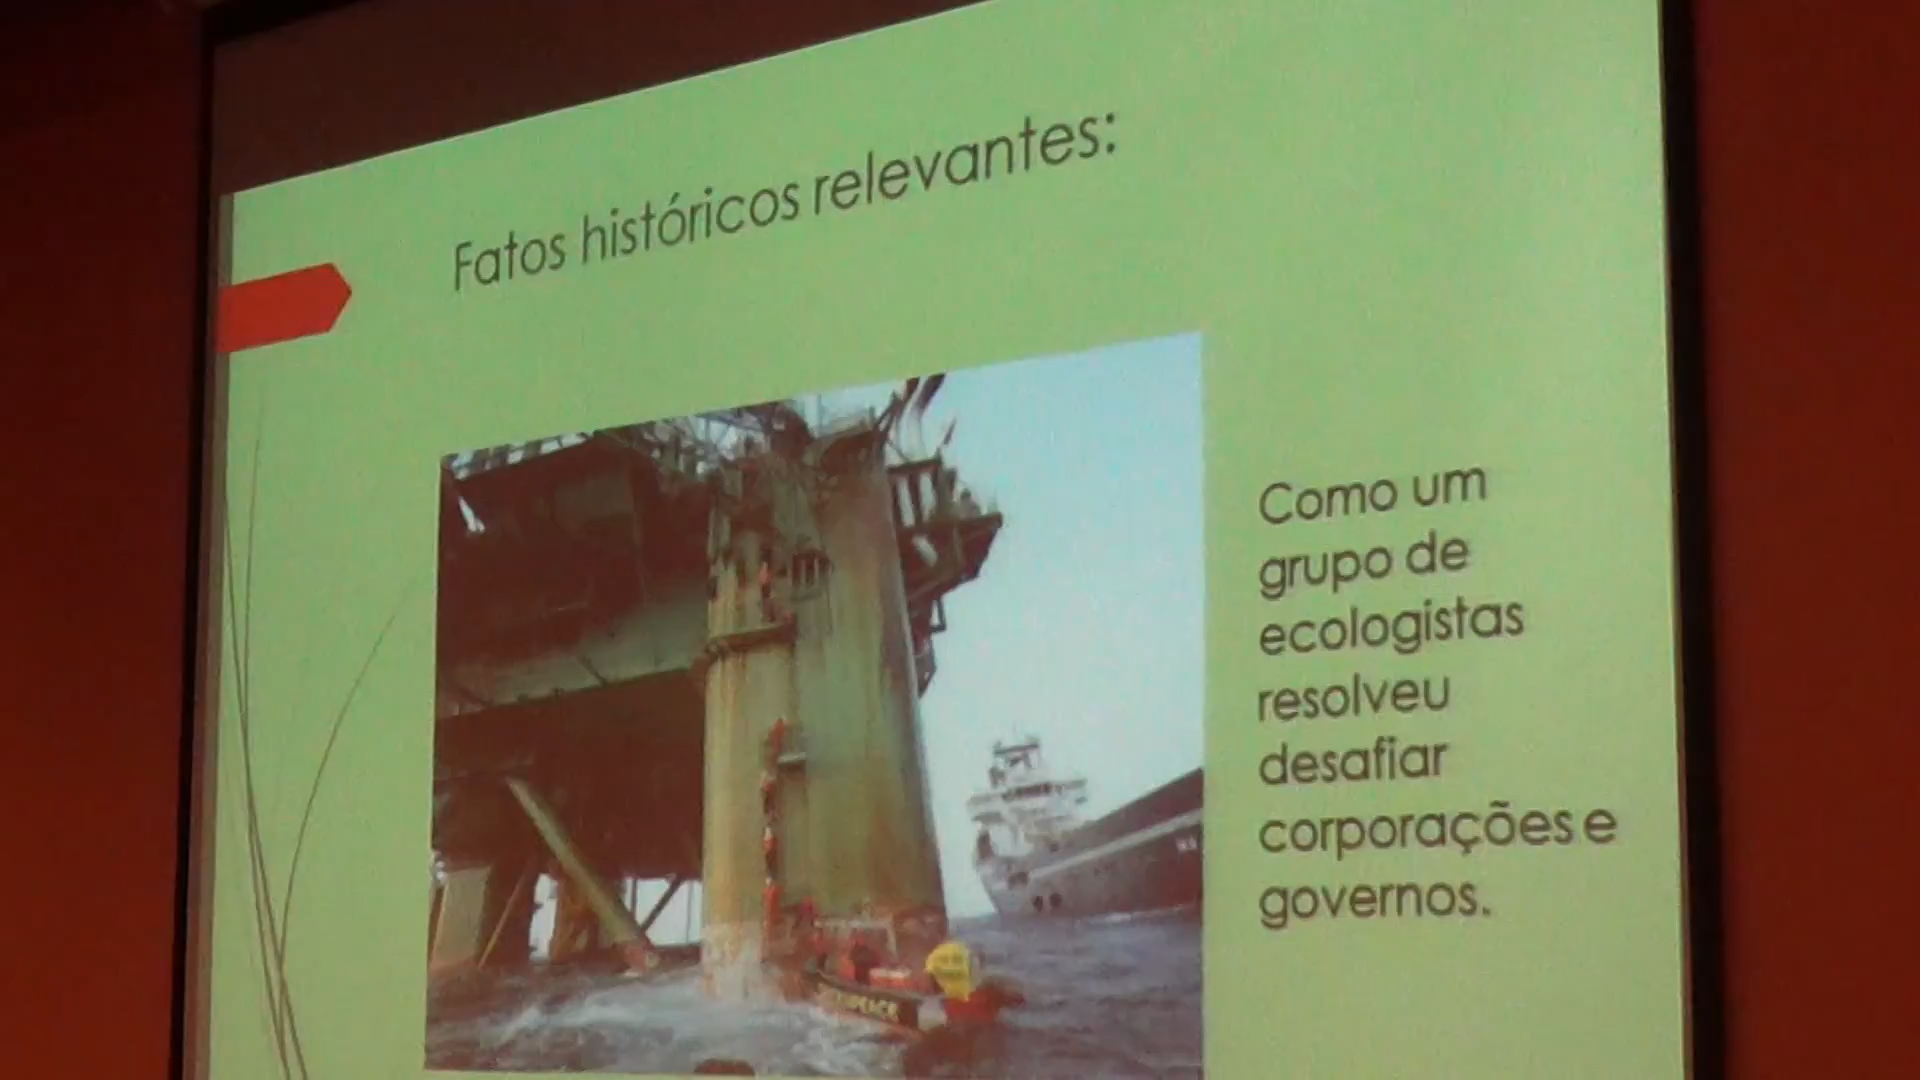 Fatos históricos relevantes:
Como um
grupo de
ecologistas
resolveu
desafiar
corporações e
governos.